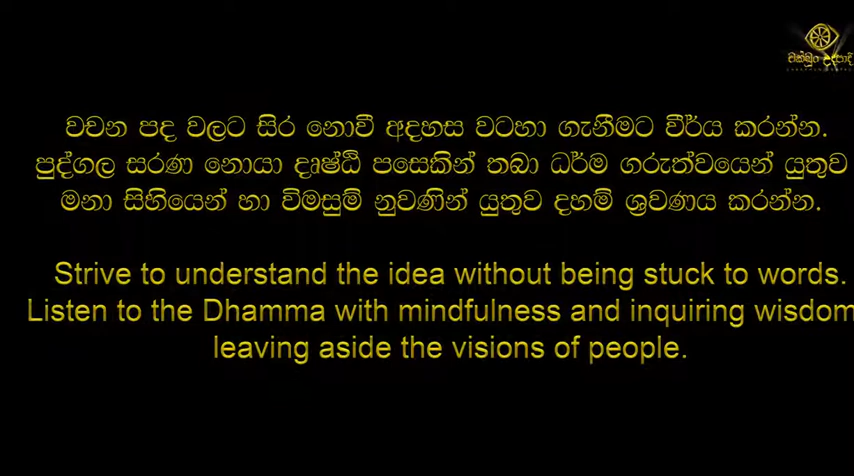 චක්ඛුං උදපාදි
වචන පද වලට සිර නොවී අදහස වටහා ගැනීමට වීර්ය කරන්න.
පුද්ගල සරණ නොයා දෘෂ්ඨි පසෙකින් තබා ධර්ම ගරුත්වයෙන් යුතුව
මනා සිහියෙන් හා විමසුම් නුවණින් යුතුව දහම් ශ්‍රවණය කරන්න.
Strive to understand the idea without being stuck to words.
Listen to the Dhamma with mindfulness and inquiring wisdom
leaving aside the visions of people.